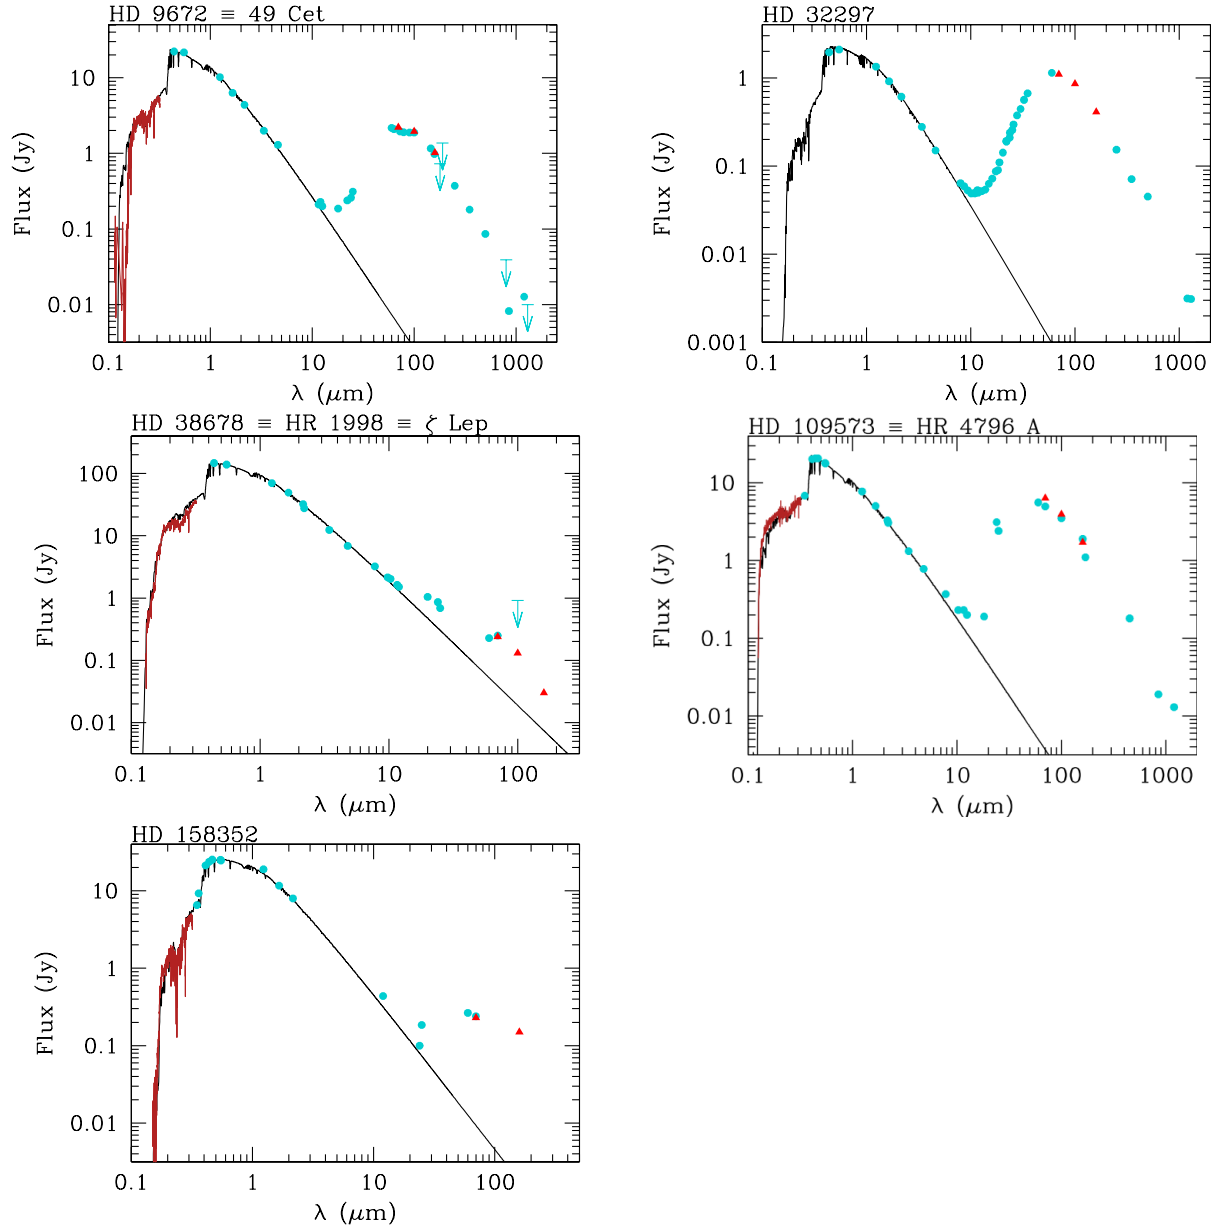 HD 9672 ≡ 49 Cet
Flux (Jy)
10
1
0.1
0.01
0.1 1 10 100 1000
λ (μm)
HD 32297
Flux (Jy)
1
0.1
0.01
0.001
0.1 1 10 100 1000
λ (μm)
HD 38678 ≡ HR 1998 ≡ ζ Lep
Flux (Jy)
100
10
1
0.1
0.01
0.1 1 10 100
λ (μm)
HD 109573 ≡ HR 4796 A
Flux (Jy)
10
1
0.1
0.01
0.1 1 10 100 1000
λ (μm)
HD 158352
Flux (Jy)
10
1
0.1
0.01
0.1 1 10 100
λ (μm)